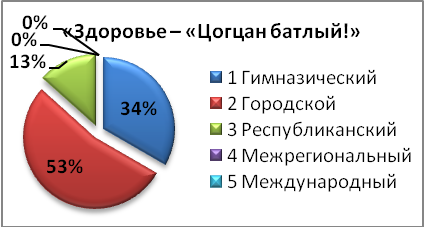 «Здоровье – «Цогцан батлый!»
0%
0%
13%
34%
53%
1 Гимназический
2 Городской
3 Республиканский
4 Межрегиональный
5 Международный